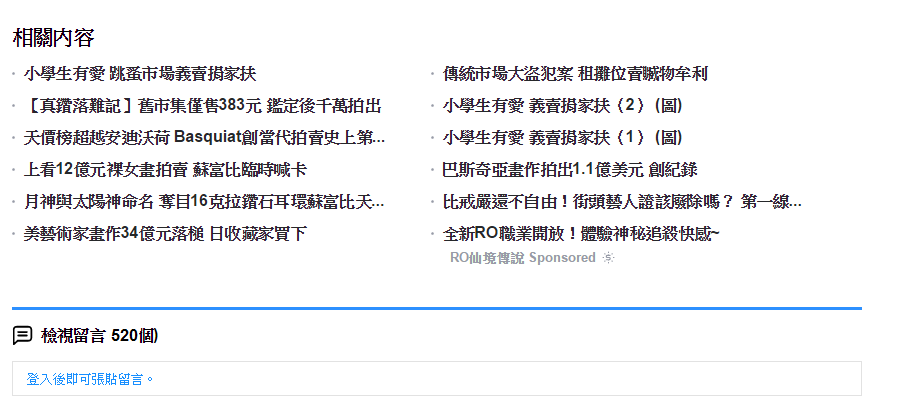 相關內容
小學生有愛 跳蚤市場義賣捐家扶
【真鑽落難記】舊市集僅售383元 鑑定後千萬拍出
天價榜超越安迪沃荷 Basquiat創當代拍賣史上第...
上看12億元裸女畫拍賣 蘇富比臨時喊卡
月神與太陽神命名 奪目16克拉鑽石耳環蘇富比天...
美藝術家畫作34億元落槌 日收藏家買下
傳統市場大盜犯案 租攤位賣贓物牟利
小學生有愛 義賣捐家扶〈2〉 (圖)
小學生有愛 義賣捐家扶〈1〉 (圖)
巴斯奇亞畫作拍出1.1億美元 創紀錄
比戒嚴還不自由！街頭藝人證該廢除嗎？ 第一線...
全新RO職業開放！體驗神秘追殺快感~
RO仙境傳說 Sponsored
檢視留言 520個)
登入後即可張貼留言。